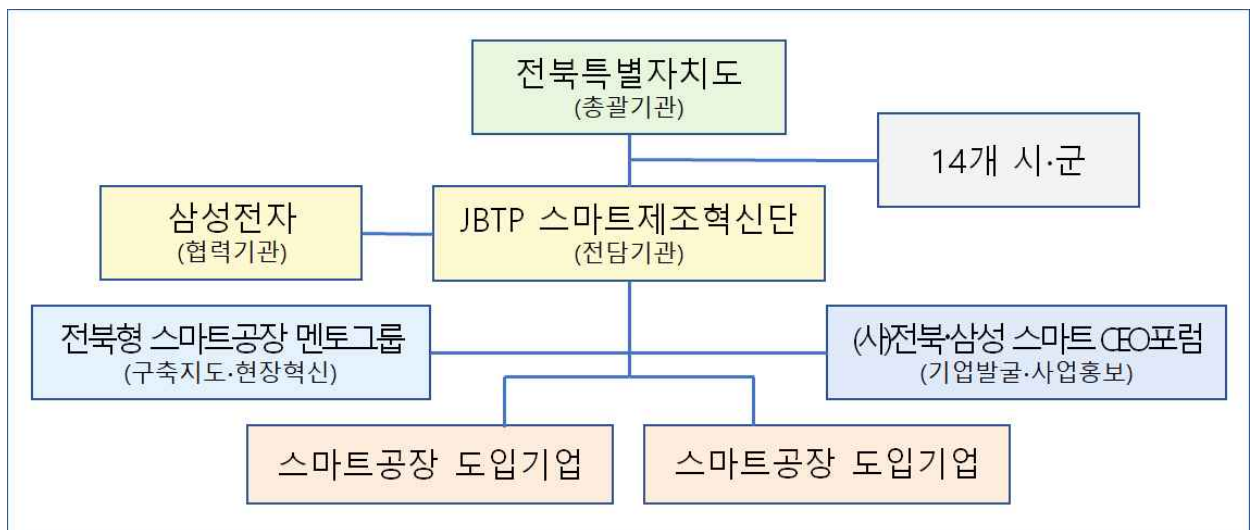 전북특별자치도
(총괄기관)
14개 시·군
삼성전자
(협력기관)
JBTP 스마트제조혁신단
(전담기관)
전북형 스마트공장 멘토그룹
(구축지도·현장혁신)
(사)전북·삼성 스마트 CEO포럼
(기업발굴·사업홍보)
스마트공장 도입기업
스마트공장 도입기업